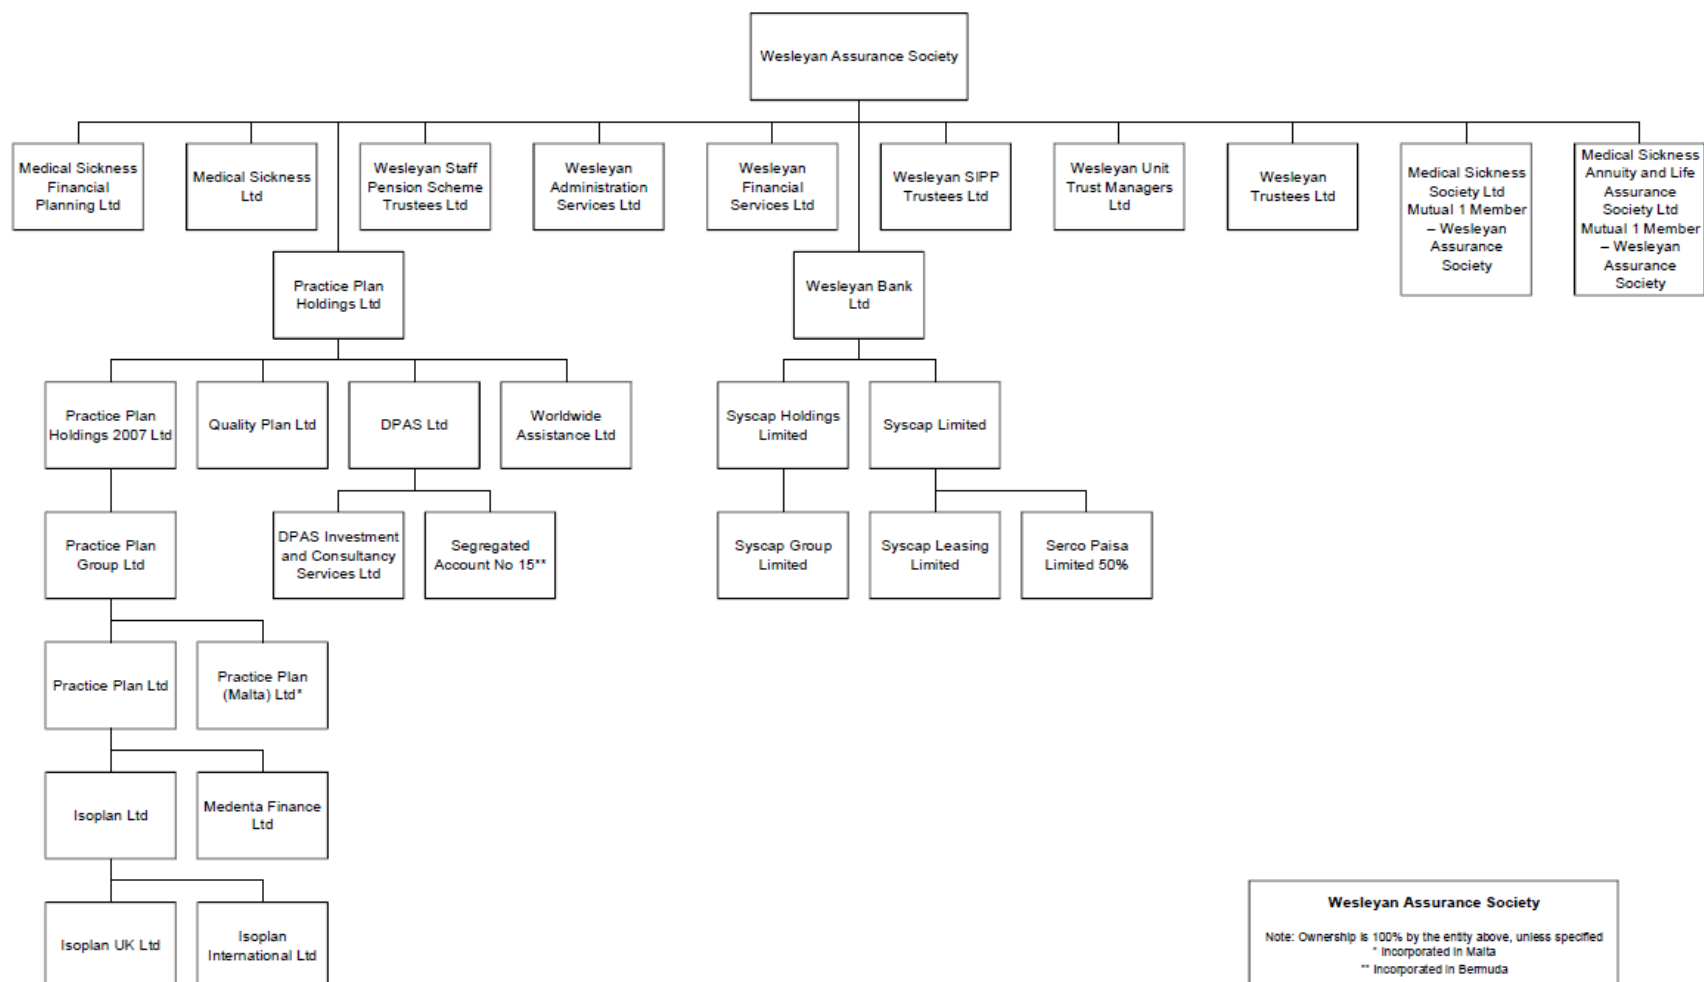 Wesleyan Assurance Society
Medical Sickness
Financial
Planning Ltd
Medical Sickness
Ltd
Wesleyan Staff
Pension Scheme
Trustees Ltd
Wesleyan
Administration
Services Ltd
Wesleyan
Financial
Services Ltd
Wesleyan SIPP
Trustees Ltd
Wesleyan Unit
Trust Managers
Ltd
Wesleyan
Trustees Ltd
Medical Sickness
Society Ltd
Mutual 1 Member
– Wesleyan
Assurance
Society
Medical Sickness
Annuity and Life
Assurance
Society Ltd
Mutual 1 Member
– Wesleyan
Assurance
Society
Practice Plan
Holdings Ltd
Wesleyan Bank
Ltd
Practice Plan
Holdings 2007 Ltd
Quality Plan Ltd
DPAS Ltd
Worldwide
Assistance Ltd
Syscap Holdings
Limited
Syscap Limited
Practice Plan
Group Ltd
DPAS Investment
and Consultancy
Services Ltd
Segregated
Account No 15**
Syscap Group
Limited
Syscap Leasing
Limited
Serco Paisa
Limited 50%
Practice Plan Ltd
Practice Plan
(Malta) Ltd*
Isoplan Ltd
Medenta Finance
Ltd
Isoplan UK Ltd
Isoplan
International Ltd
Wesleyan Assurance Society
Note: Ownership is 100% by the entity above, unless specified
* Incorporated in Malta
** Incorporated in Bermuda